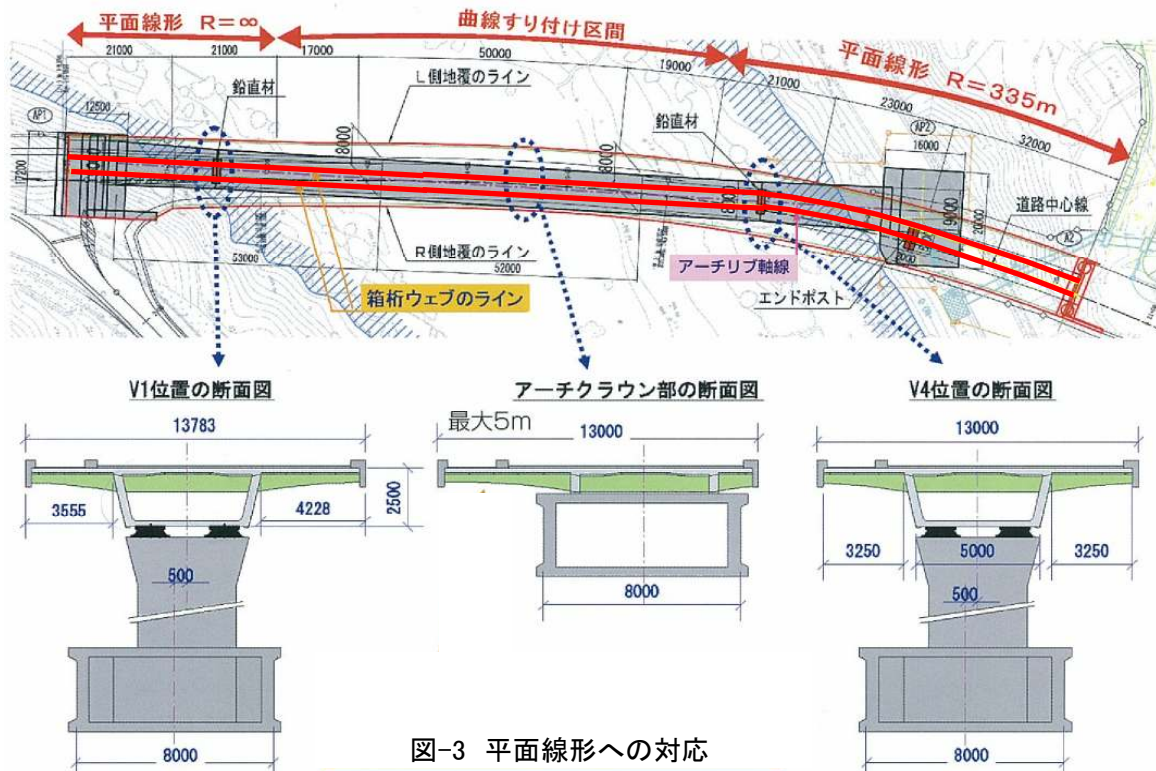 平面線形 R=∞
曲線すり付け区間
平面線形 R=335m
21000
21000
17000
50000
19000
21000
23000
32000
鉛直材
L側地覆のライン
鉛直材
12500
AP1
AP2
16000
8000
8000
8000
17200
19000
道路中心線
A2
R側地覆のライン
アーチリブ軸線
53000
52000
箱桁ウェブのライン
エンドポスト
V1位置の断面図
アーチクラウン部の断面図
V4位置の断面図
13783
最大5m
13000
13000
3555
4228
2500
3250
5000
3250
500
8000
500
8000
8000
図-3 平面線形への対応